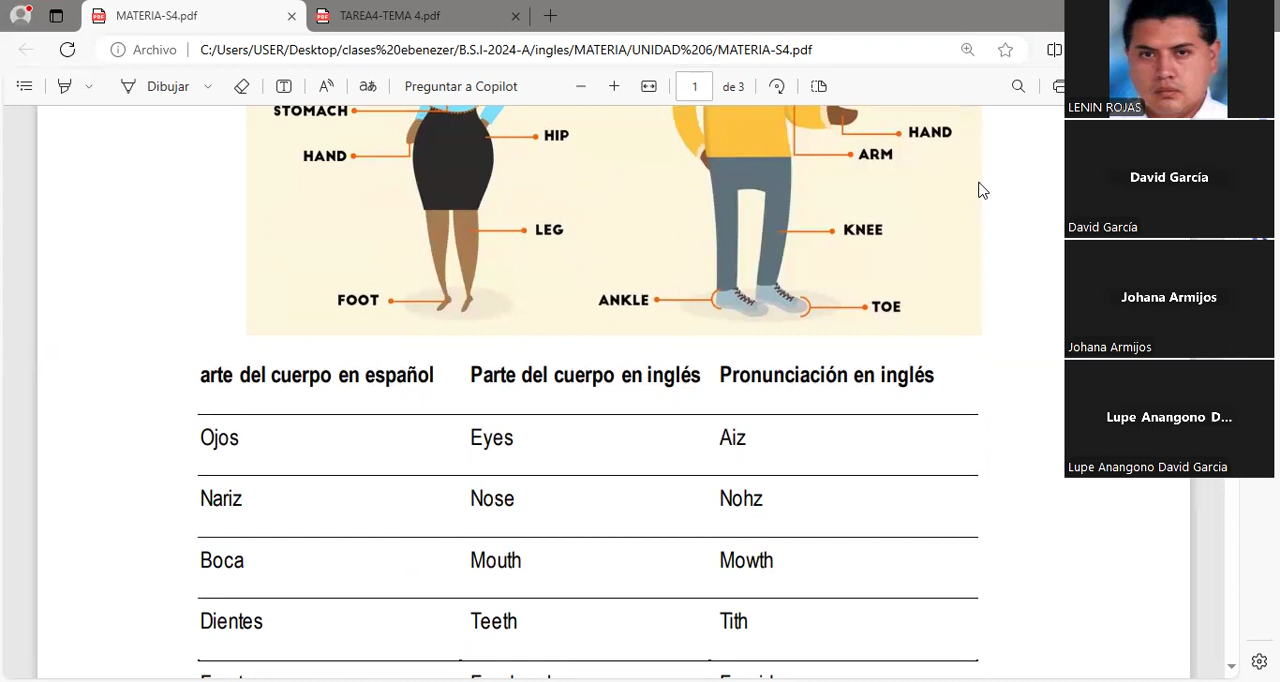 MATERIA-S4.pdf
TAREA4-TEMA 4.pdf
Archivo
C:/Users/USER/Desktop/clases%20ebenezer/B.S.I-2024-A/ingles/MATERIA/UNIDAD%206/MATERIA-S4.pdf
Dibujar
Preguntar a Copilot
1
de 3
LENIN ROJAS
STOMACH
HIP
HAND
HAND
ARM
LEG
KNEE
FOOT
ANKLE
TOE
David García
David García
Johana Armijos
Johana Armijos
Lupe Anangono D...
Lupe Anangono David Garcia
arte del cuerpo en español Parte del cuerpo en inglés Pronunciación en inglés
Ojos Eyes Aiz
Nariz Nose Nohz
Boca Mouth Mowth
Dientes Teeth Tith